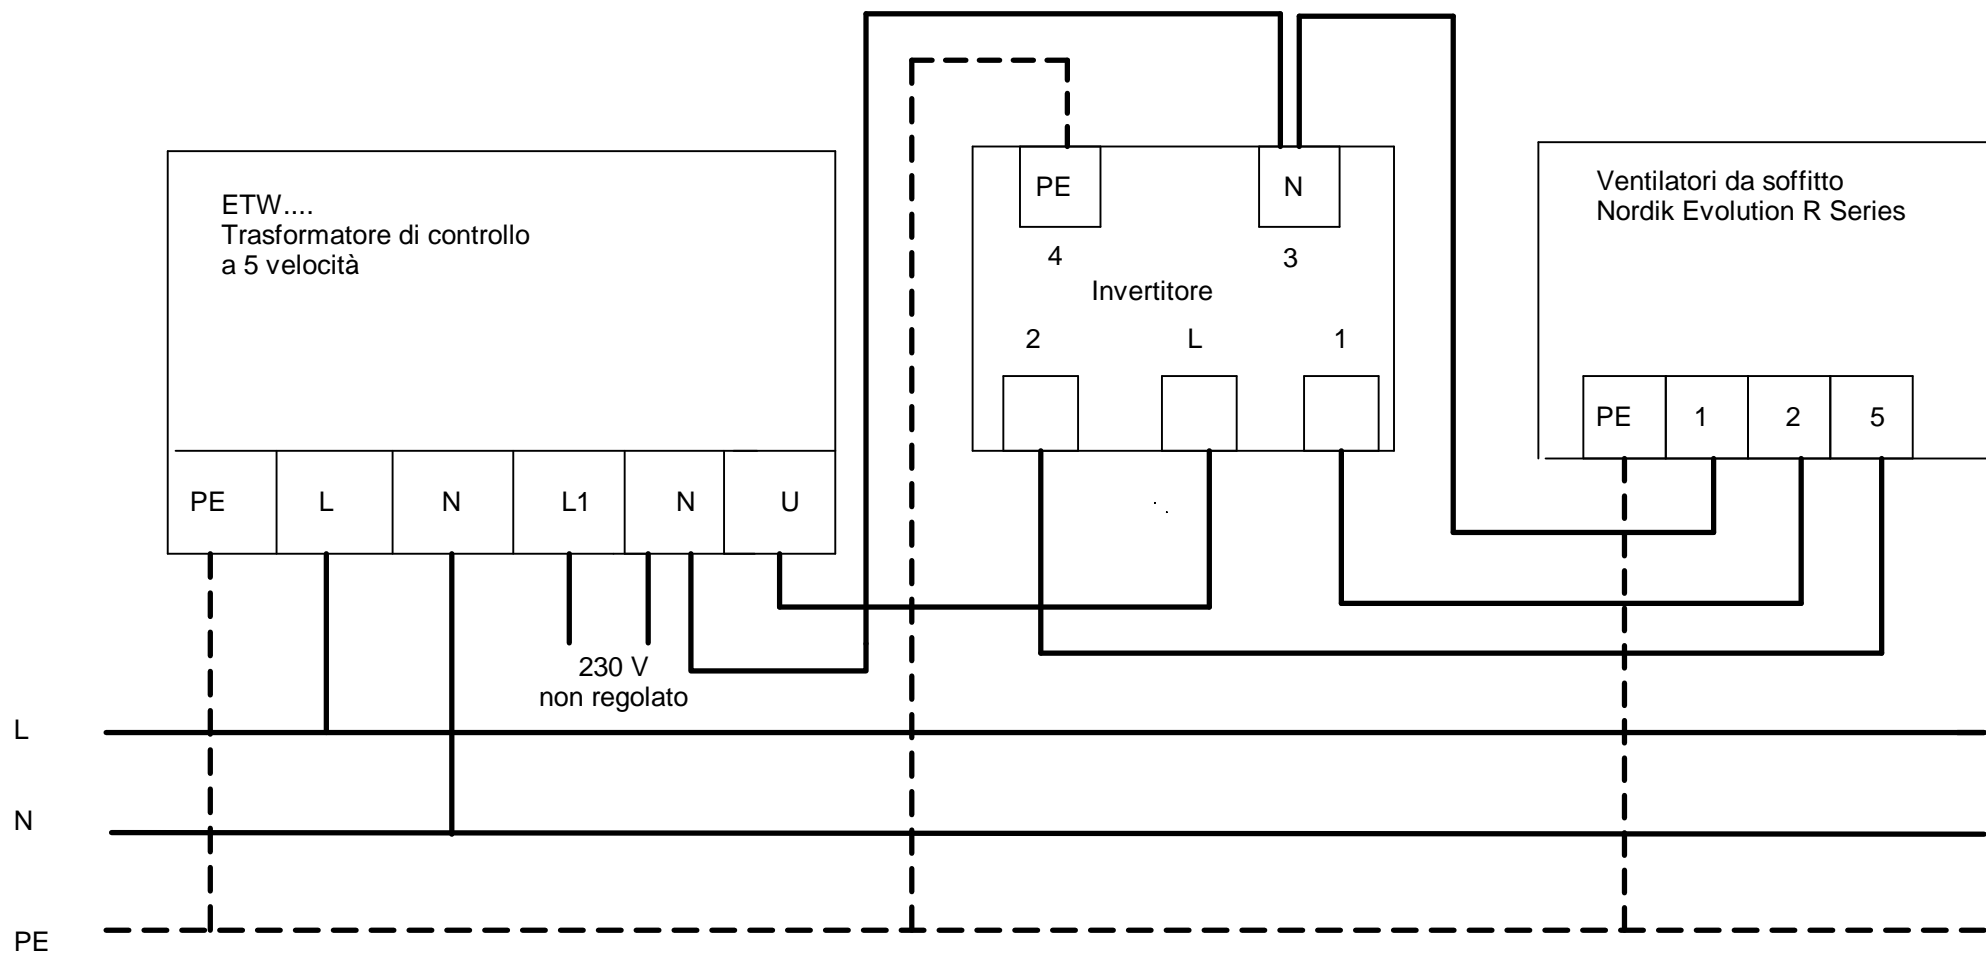 ETW....
Trasformatore di controllo
a 5 velocità
PE L N L1 N U
230 V
non regolato
PE N
4 3
Invertitore
2 L 1
Ventilatori da soffitto
Nordik Evolution R Series
PE 1 2 5
L
N
PE